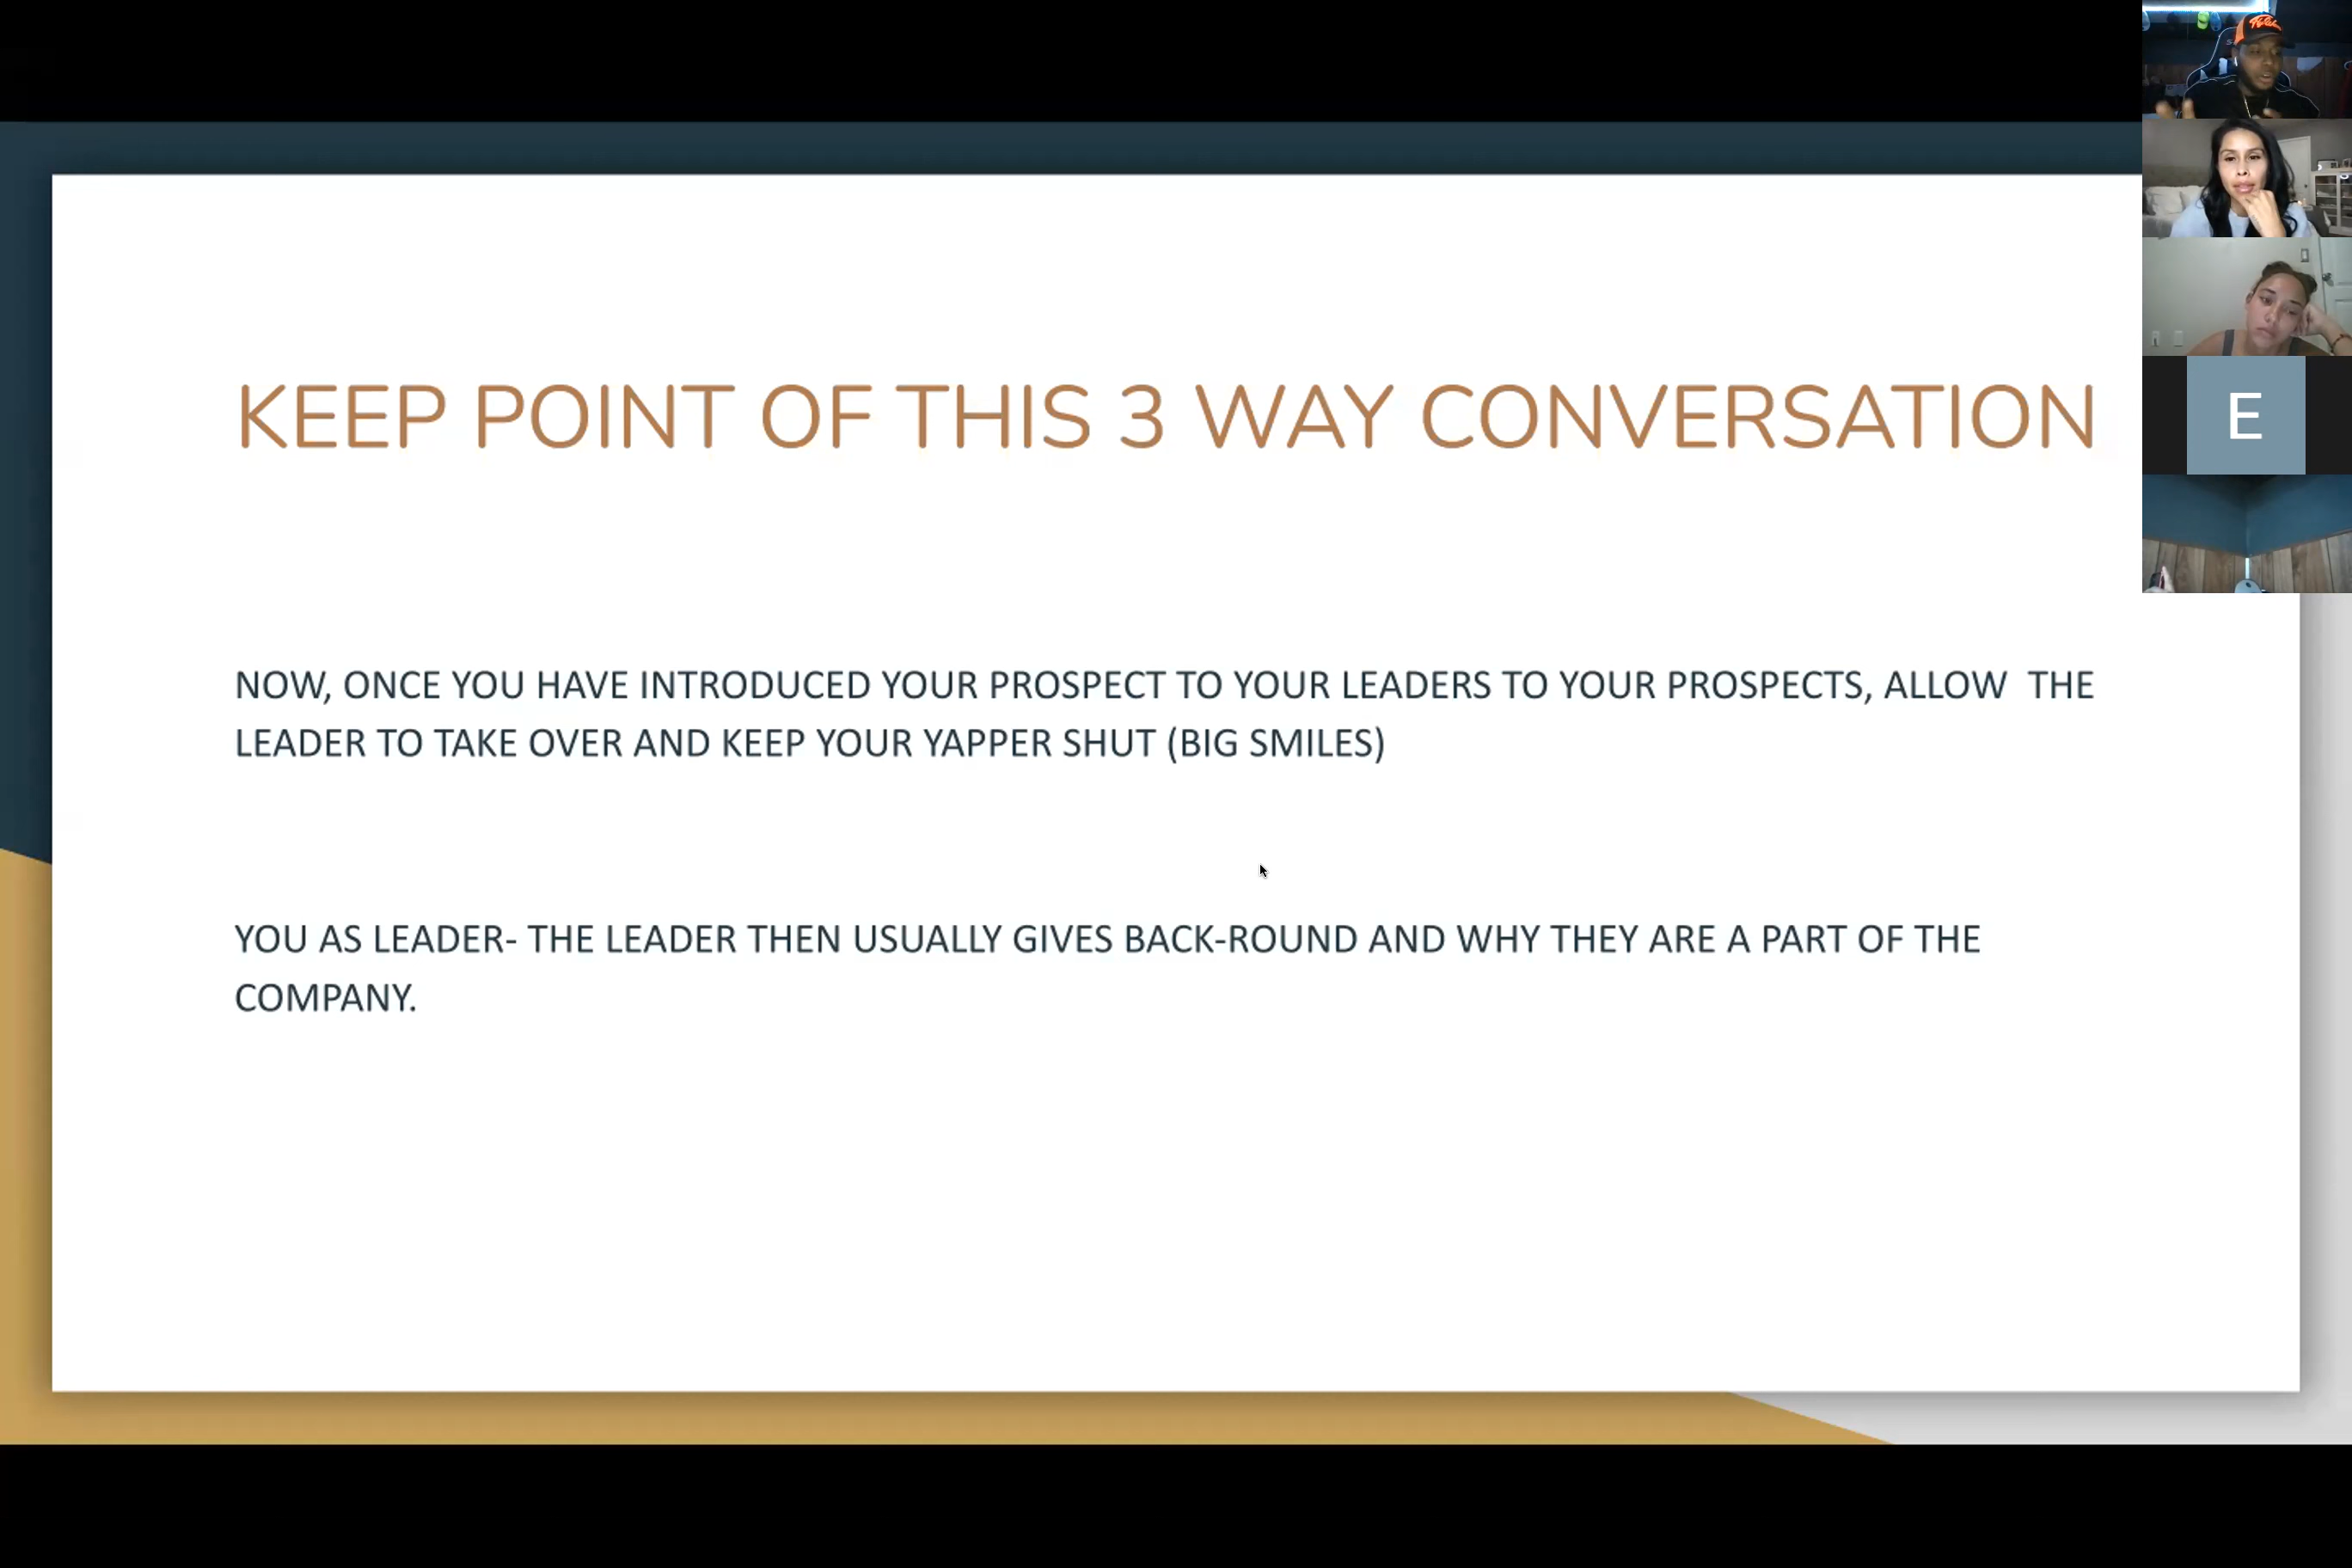 KEEP POINT OF THIS 3 WAY CONVERSATION
NOW, ONCE YOU HAVE INTRODUCED YOUR PROSPECT TO YOUR LEADERS TO YOUR PROSPECTS, ALLOW  THE
LEADER TO TAKE OVER AND KEEP YOUR YAPPER SHUT (BIG SMILES)
YOU AS LEADER- THE LEADER THEN USUALLY GIVES BACK-ROUND AND WHY THEY ARE A PART OF THE
COMPANY.
E